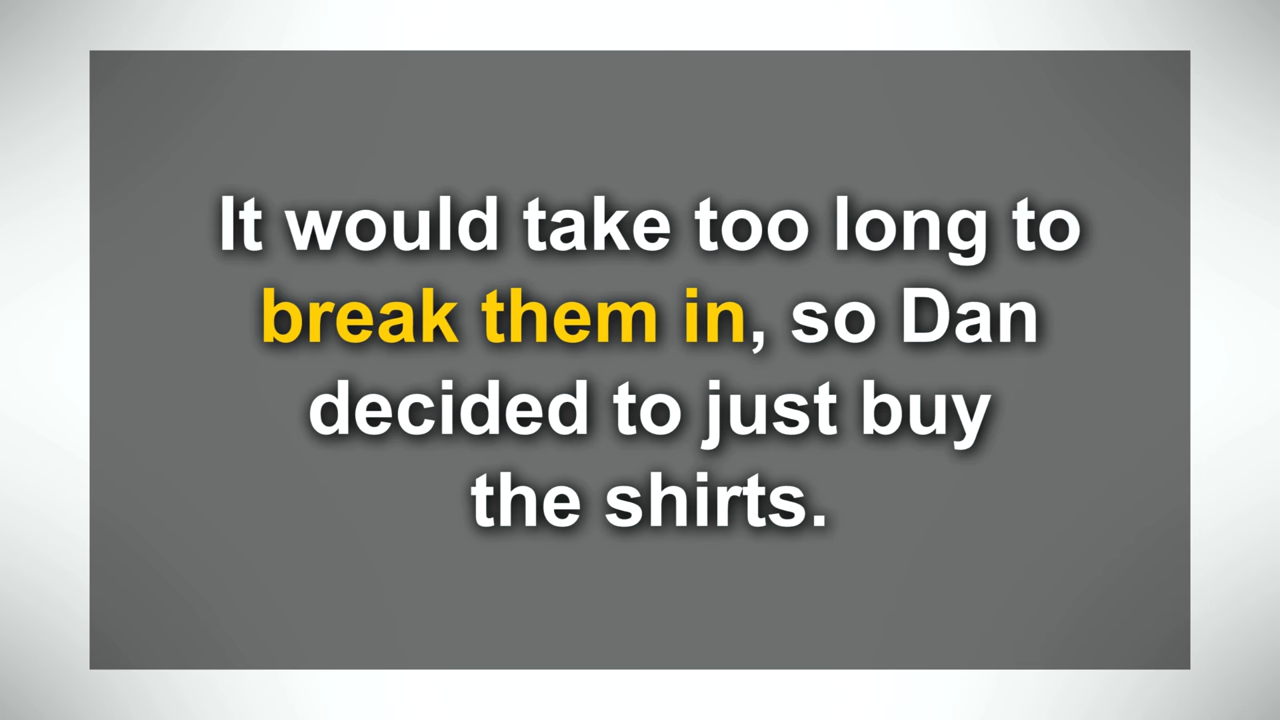 It would take too long to
break them in, so Dan
decided to just buy
the shirts.